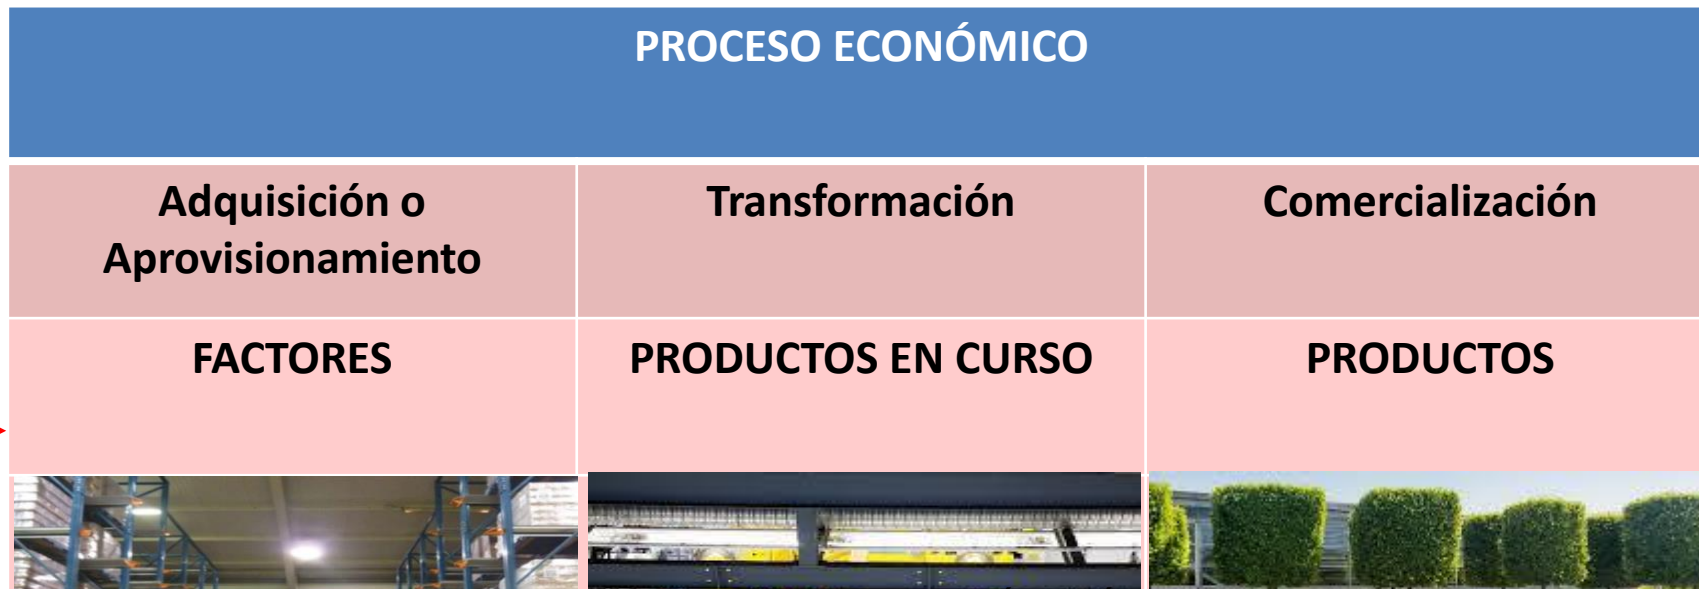 PROCESO ECONÓMICO
Adquisición o
Aprovisionamiento
Transformación
Comercialización
FACTORES
PRODUCTOS EN CURSO
PRODUCTOS